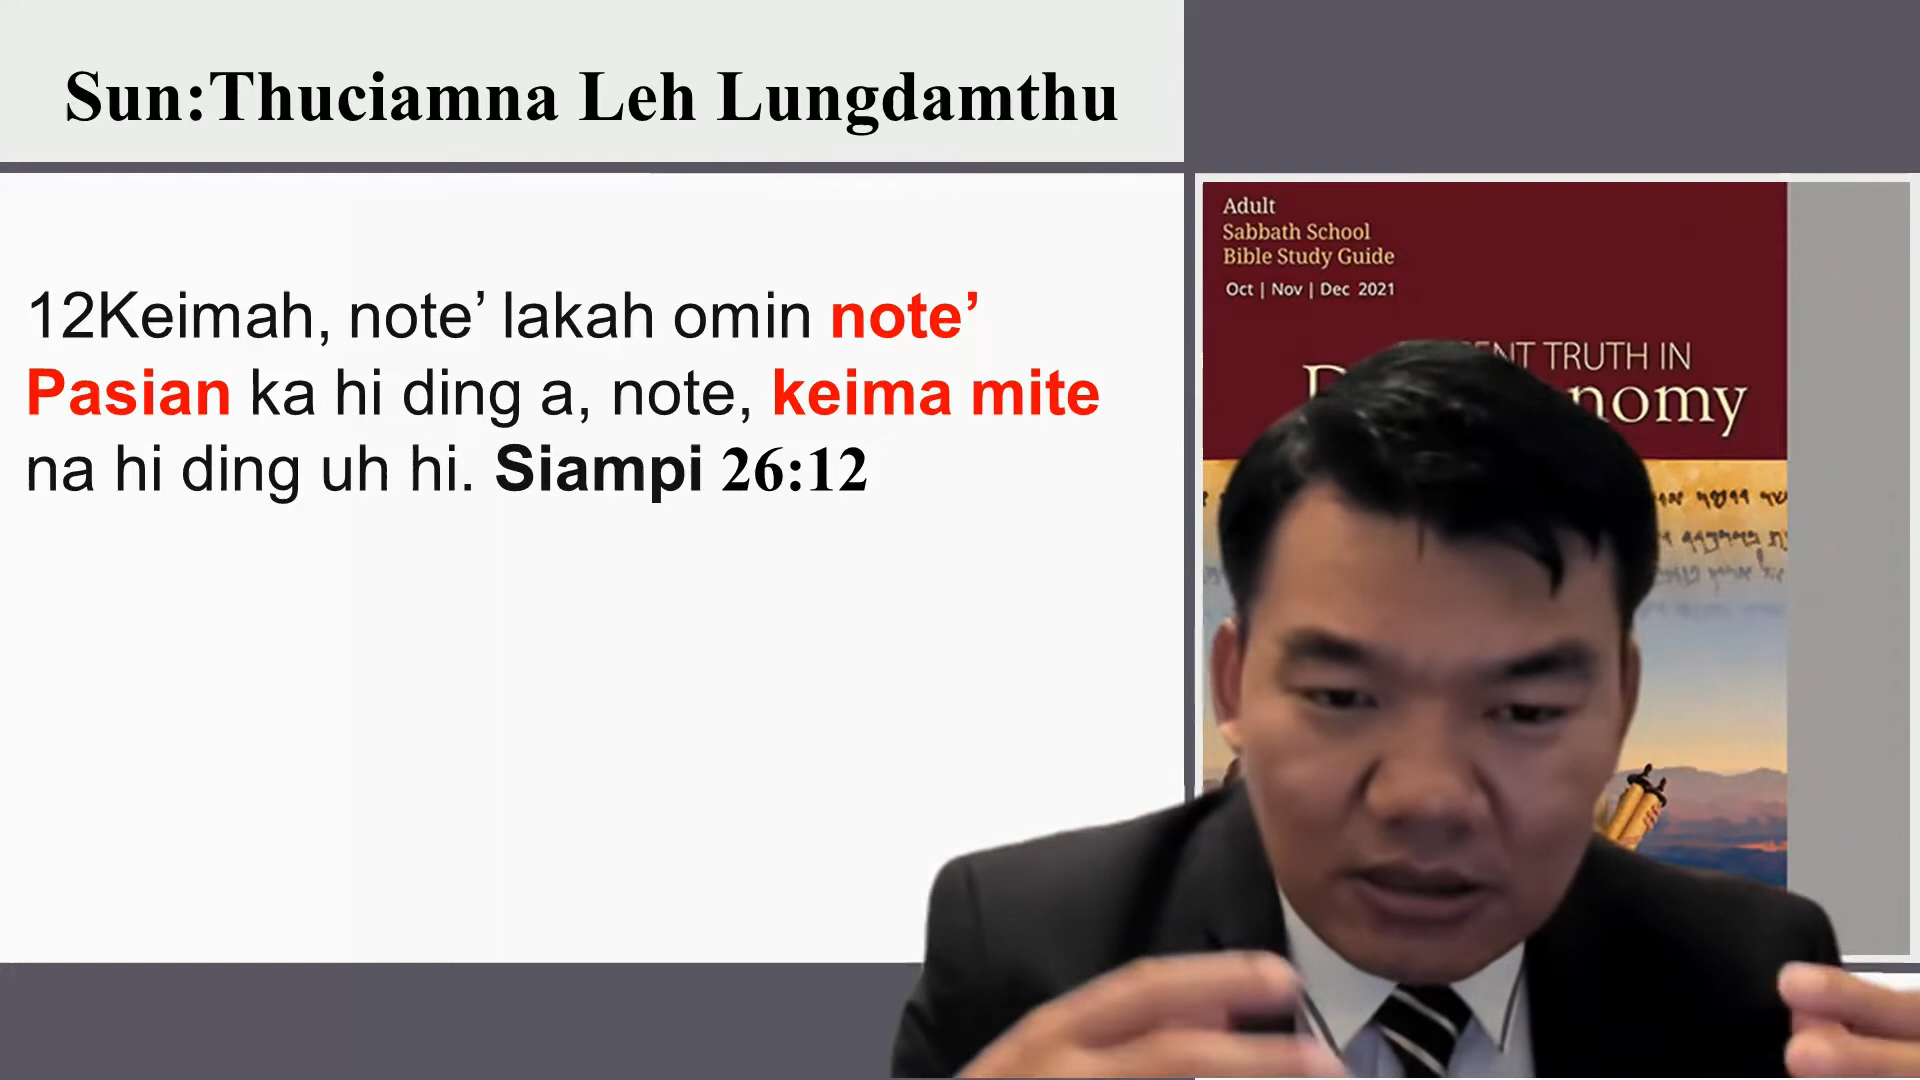 Sun:Thuciamna Leh Lungdamthu
12Keimah, note’ lakah omin note’
Pasian ka hi ding a, note, keima mite
na hi ding uh hi. Siampi 26:12
Adult
Sabbath School
Bible Study Guide
Oct | Nov | Dec 2021
TRUTH IN